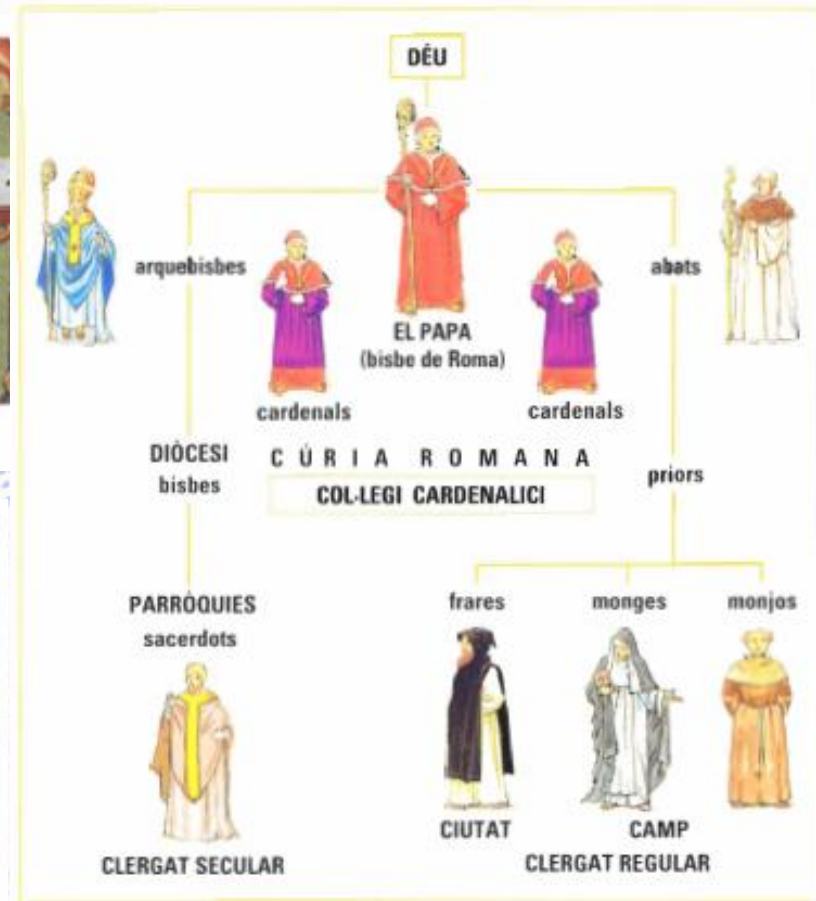 DÉU
arquebisbes
abats
EL PAPA
(bisbe de Roma)
cardenals
cardenals
DIÒCESI
bisbes
CÚRIA ROMANA
COL·LEGI CARDENALICI
priors
PARRÒQUIES
sacerdots
frares
monges
monjos
CIUTAT
CAMP
CLERGAT SECULAR
CLERGAT REGULAR